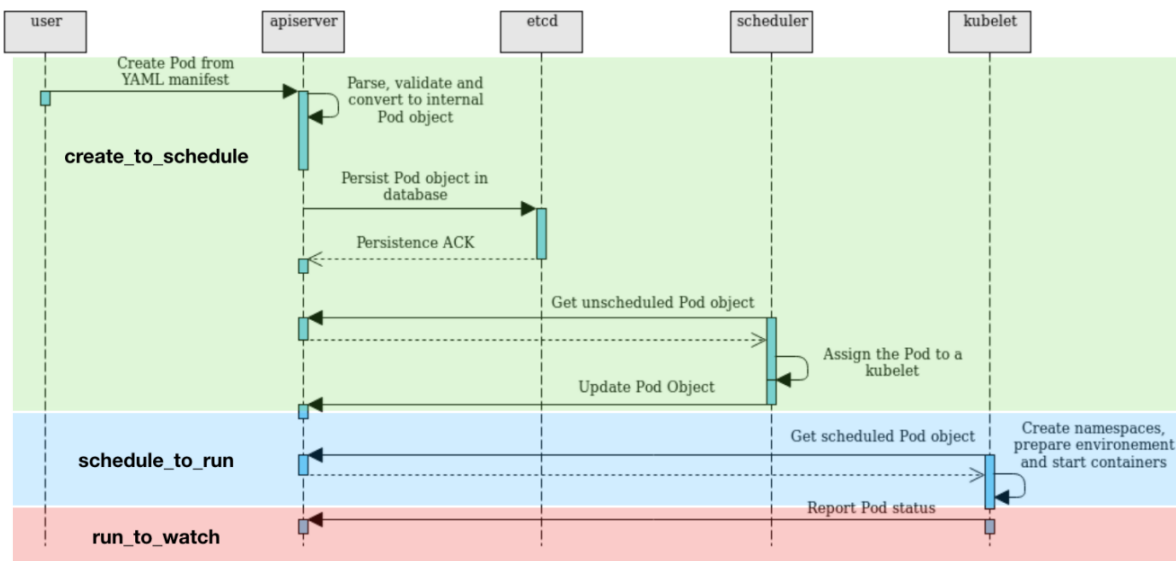 user
apiserver
etcd
scheduler
kubelet
Create Pod from
YAML manifest
Parse, validate and
convert to internal
Pod object
create_to_schedule
Persist Pod object in
database
Persistence ACK
Get unscheduled Pod object
Assign the Pod to a
kubelet
Update Pod Object
Get scheduled Pod object
Create namespaces,
prepare environement
and start containers
schedule_to_run
Report Pod status
run_to_watch